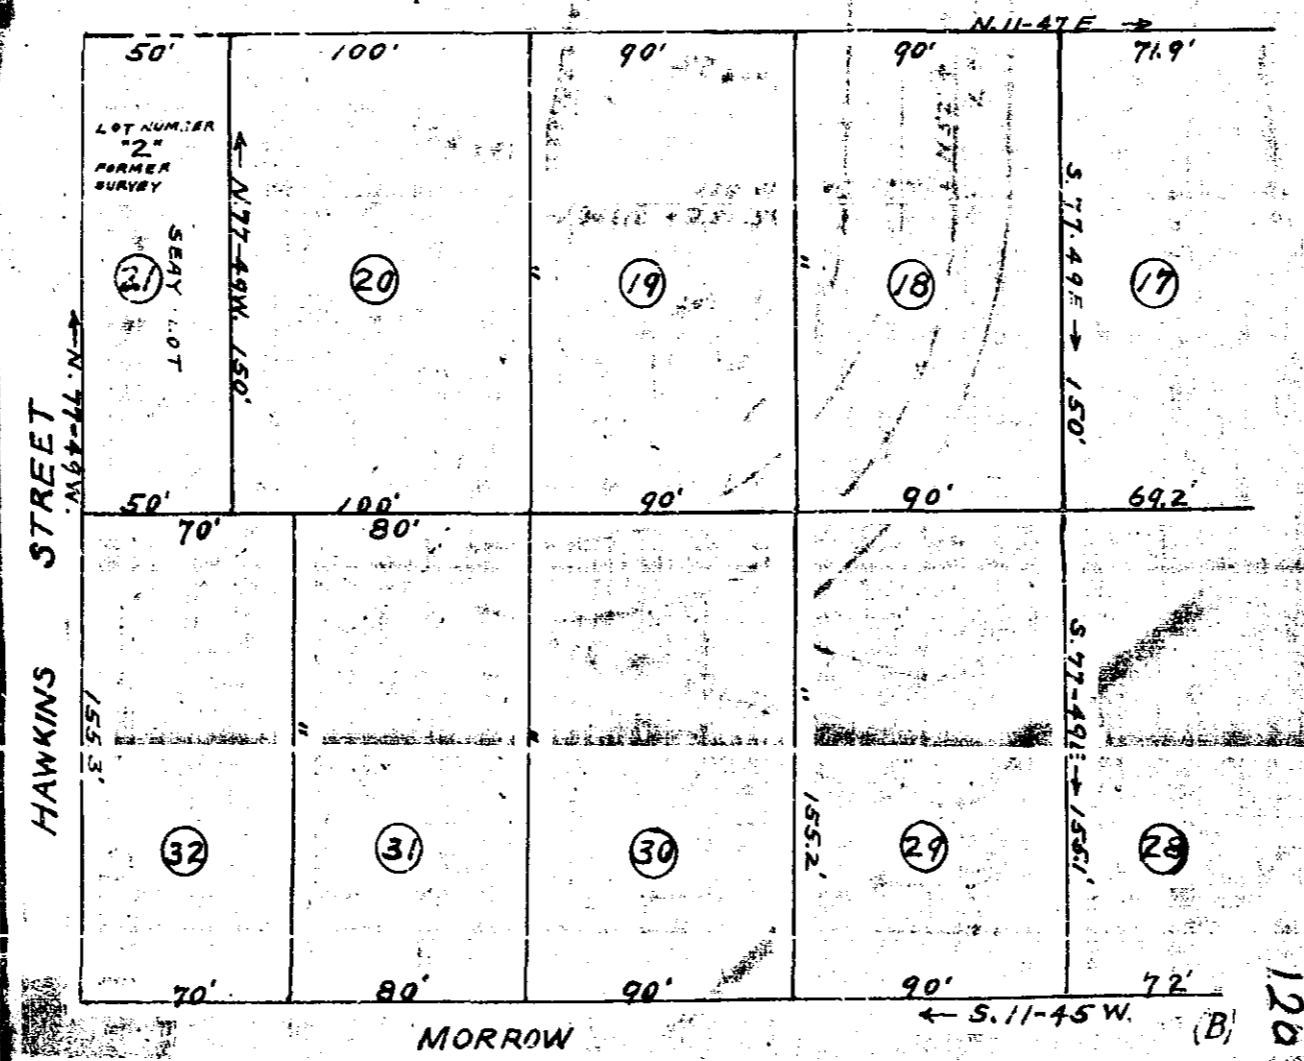 N.11-47 E →
50' 100' 90' 90' 71.9'
LOT NUMBER
"2"
FORMER
SURVEY
SEAY LOT
← N.77-49W. 150'
S. 77-49E → 150'
21 20 " 19 " 18 17
← N. 77-49W.
50' 100' 90' 90' 69.2'
70' 80'
HAWKINS STREET
155.3'
"
"
"
155.2'
S. 77-49E → 155.1'
32 31 30 29 28
70' 80' 90' 90' 72'
← S. 11-45 W.
MORROW
(B)
120